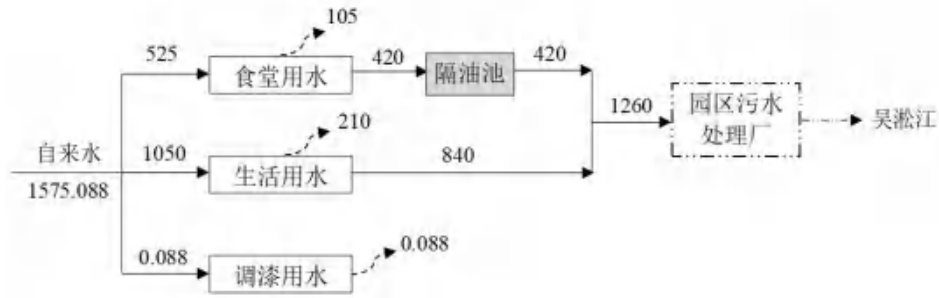 105
525
食堂用水
420
隔油池
420
1260
园区污水
处理厂
吴淞江
210
自来水
1575.088
1050
生活用水
840
0.088
调漆用水
0.088